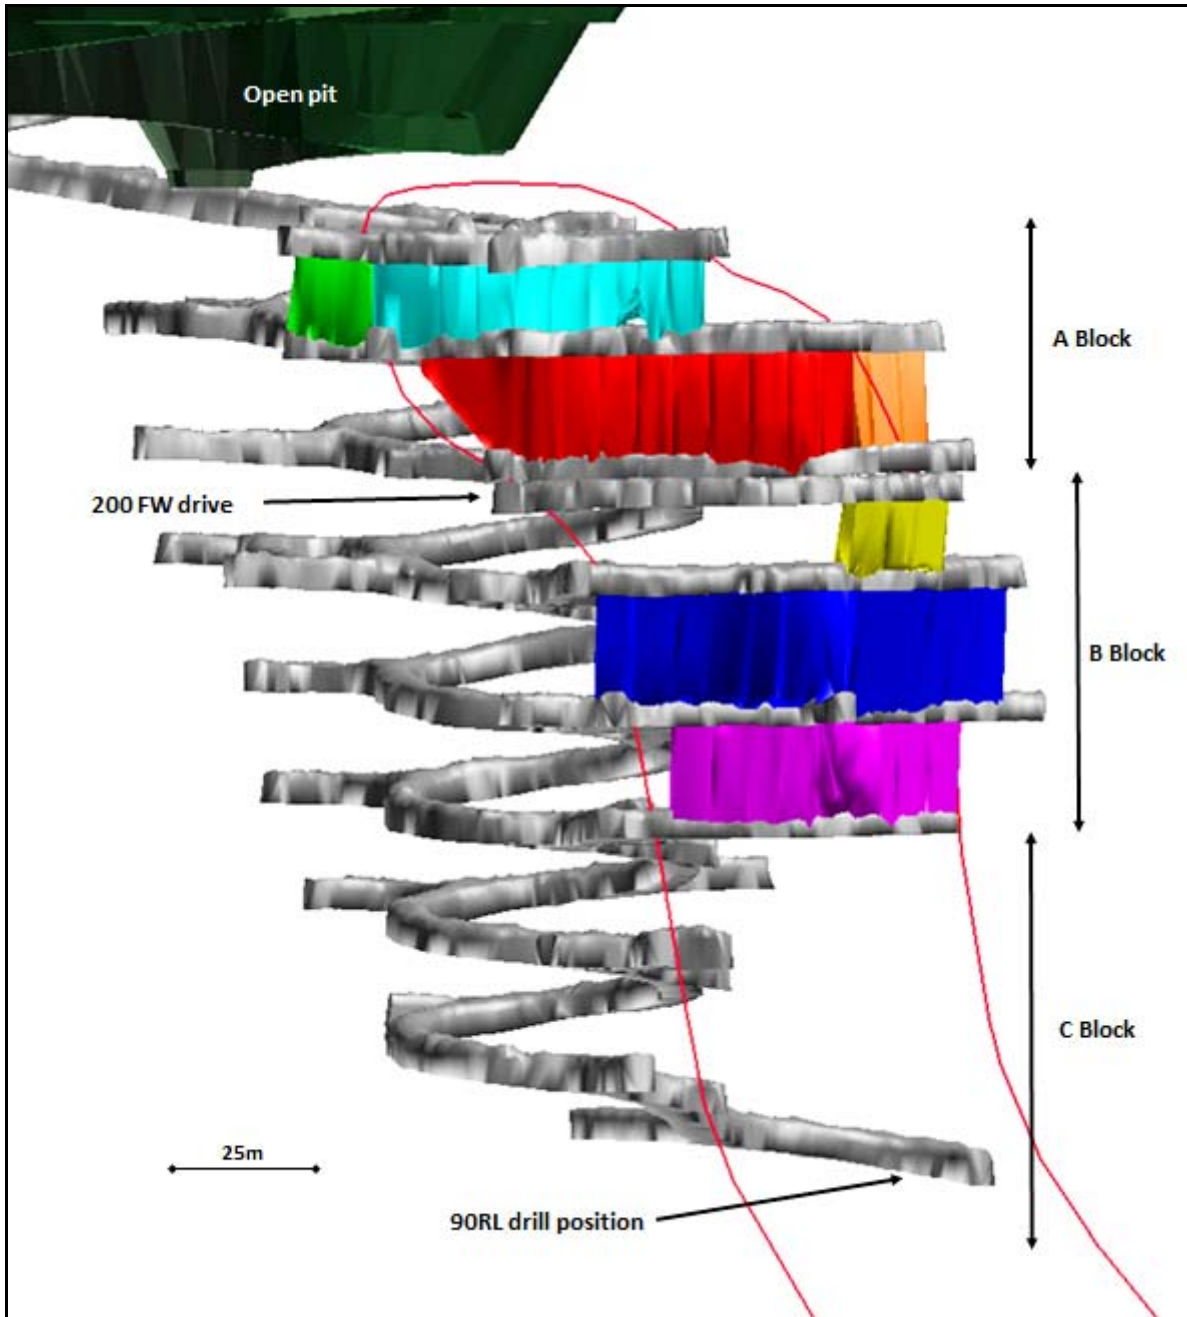 Open pit
A Block
200 FW drive
B Block
C Block
25m
90RL drill position